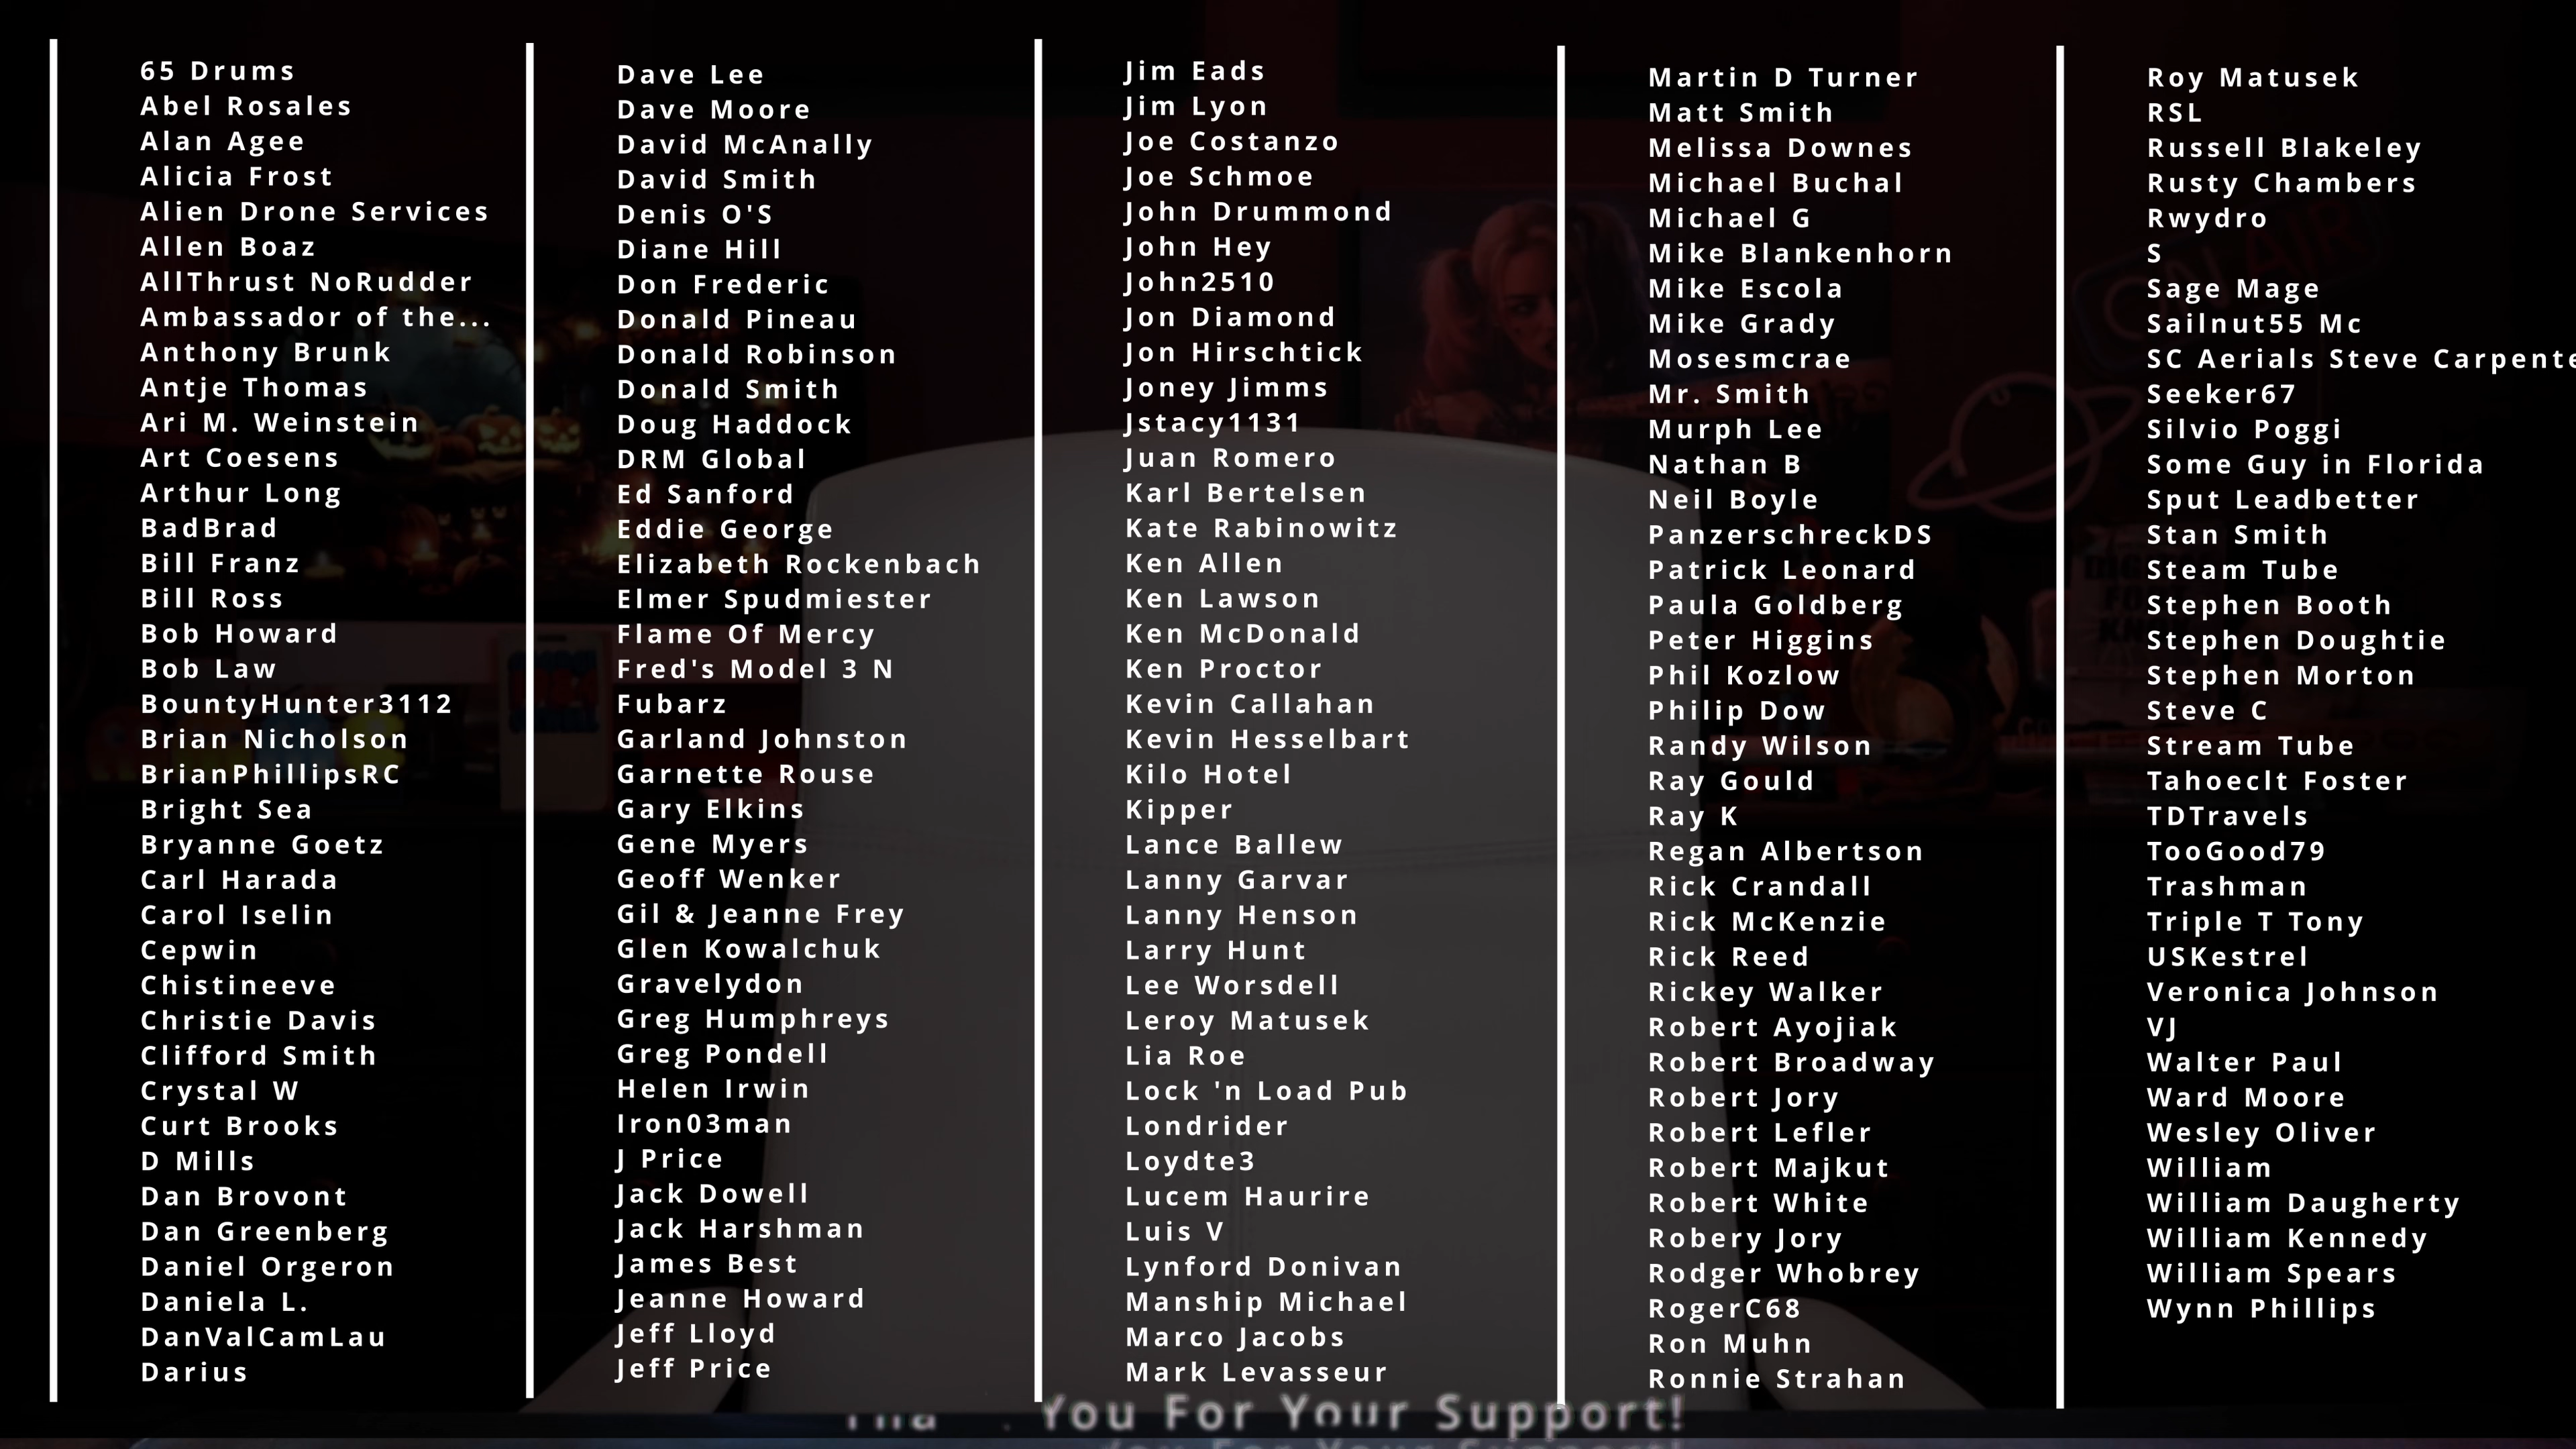 65 Drums
Abel Rosales
Alan Agee
Alicia Frost
Alien Drone Services
Allen Boaz
AllThrust NoRudder
Ambassador of the...
Anthony Brunk
Antje Thomas
Ari M. Weinstein
Art Coesens
Arthur Long
BadBrad
Bill Franz
Bill Ross
Bob Howard
Bob Law
BountyHunter3112
Brian Nicholson
BrianPhillipsRC
Bright Sea
Bryanne Goetz
Carl Harada
Carol Iselin
Cepwin
Chistineeve
Christie Davis
Clifford Smith
Crystal W
Curt Brooks
D Mills
Dan Brovont
Dan Greenberg
Daniel Orgeron
Daniela L.
DanValCamLau
Darius
Dave Lee
Dave Moore
David McAnally
David Smith
Denis O'S
Diane Hill
Don Frederic
Donald Pineau
Donald Robinson
Donald Smith
Doug Haddock
DRM Global
Ed Sanford
Eddie George
Elizabeth Rockenbach
Elmer Spudmiester
Flame Of Mercy
Fred's Model 3 N
Fubarz
Garland Johnston
Garnette Rouse
Gary Elkins
Gene Myers
Geoff Wenker
Gil & Jeanne Frey
Glen Kowalchuk
Gravelydon
Greg Humphreys
Greg Pondell
Helen Irwin
Iron03man
J Price
Jack Dowell
Jack Harshman
James Best
Jeanne Howard
Jeff Lloyd
Jeff Price
Jim Eads
Jim Lyon
Joe Costanzo
Joe Schmoe
John Drummond
John Hey
John2510
Jon Diamond
Jon Hirschtick
Joney Jimms
Jstacy1131
Juan Romero
Karl Bertelsen
Kate Rabinowitz
Ken Allen
Ken Lawson
Ken McDonald
Ken Proctor
Kevin Callahan
Kevin Hesselbart
Kilo Hotel
Kipper
Lance Ballew
Lanny Garvar
Lanny Henson
Larry Hunt
Lee Worsdell
Leroy Matusek
Lia Roe
Lock 'n Load Pub
Londrider
Loydte3
Lucem Haurire
Luis V
Lynford Donivan
Manship Michael
Marco Jacobs
Mark Levasseur
Martin D Turner
Matt Smith
Melissa Downes
Michael Buchal
Michael G
Mike Blankenhorn
Mike Escola
Mike Grady
Mosesmcrae
Mr. Smith
Murph Lee
Nathan B
Neil Boyle
PanzerschreckDS
Patrick Leonard
Paula Goldberg
Peter Higgins
Phil Kozlow
Philip Dow
Randy Wilson
Ray Gould
Ray K
Regan Albertson
Rick Crandall
Rick McKenzie
Rick Reed
Rickey Walker
Robert Ayojiak
Robert Broadway
Robert Jory
Robert Lefler
Robert Majkut
Robert White
Robery Jory
Rodger Whobrey
RogerC68
Ron Muhn
Ronnie Strahan
Roy Matusek
RSL
Russell Blakeley
Rusty Chambers
Rwydro
S
Sage Mage
Sailnut55 Mc
SC Aerials Steve Carpente
Seeker67
Silvio Poggi
Some Guy in Florida
Sput Leadbetter
Stan Smith
Steam Tube
Stephen Booth
Stephen Doughtie
Stephen Morton
Steve C
Stream Tube
Tahoeclt Foster
TDTravels
TooGood79
Trashman
Triple T Tony
USKestrel
Veronica Johnson
VJ
Walter Paul
Ward Moore
Wesley Oliver
William
William Daugherty
William Kennedy
William Spears
Wynn Phillips
You For Your Support!